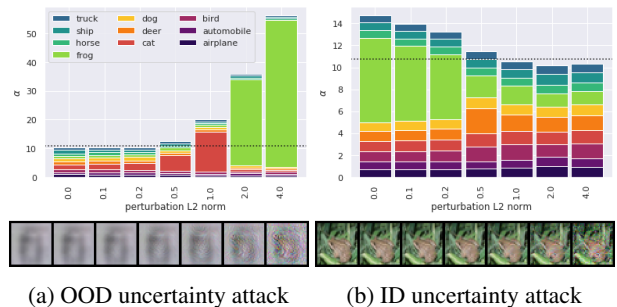 50
40
30
20
10
0
α
truck
ship
horse
frog
dog
deer
cat
bird
automobile
airplane
0.0
0.1
0.2
0.5
1.0
2.0
4.0
perturbation L2 norm
(a) OOD uncertainty attack
14
12
10
8
6
4
2
0
α
0.0
0.1
0.2
0.5
1.0
2.0
4.0
perturbation L2 norm
(b) ID uncertainty attack